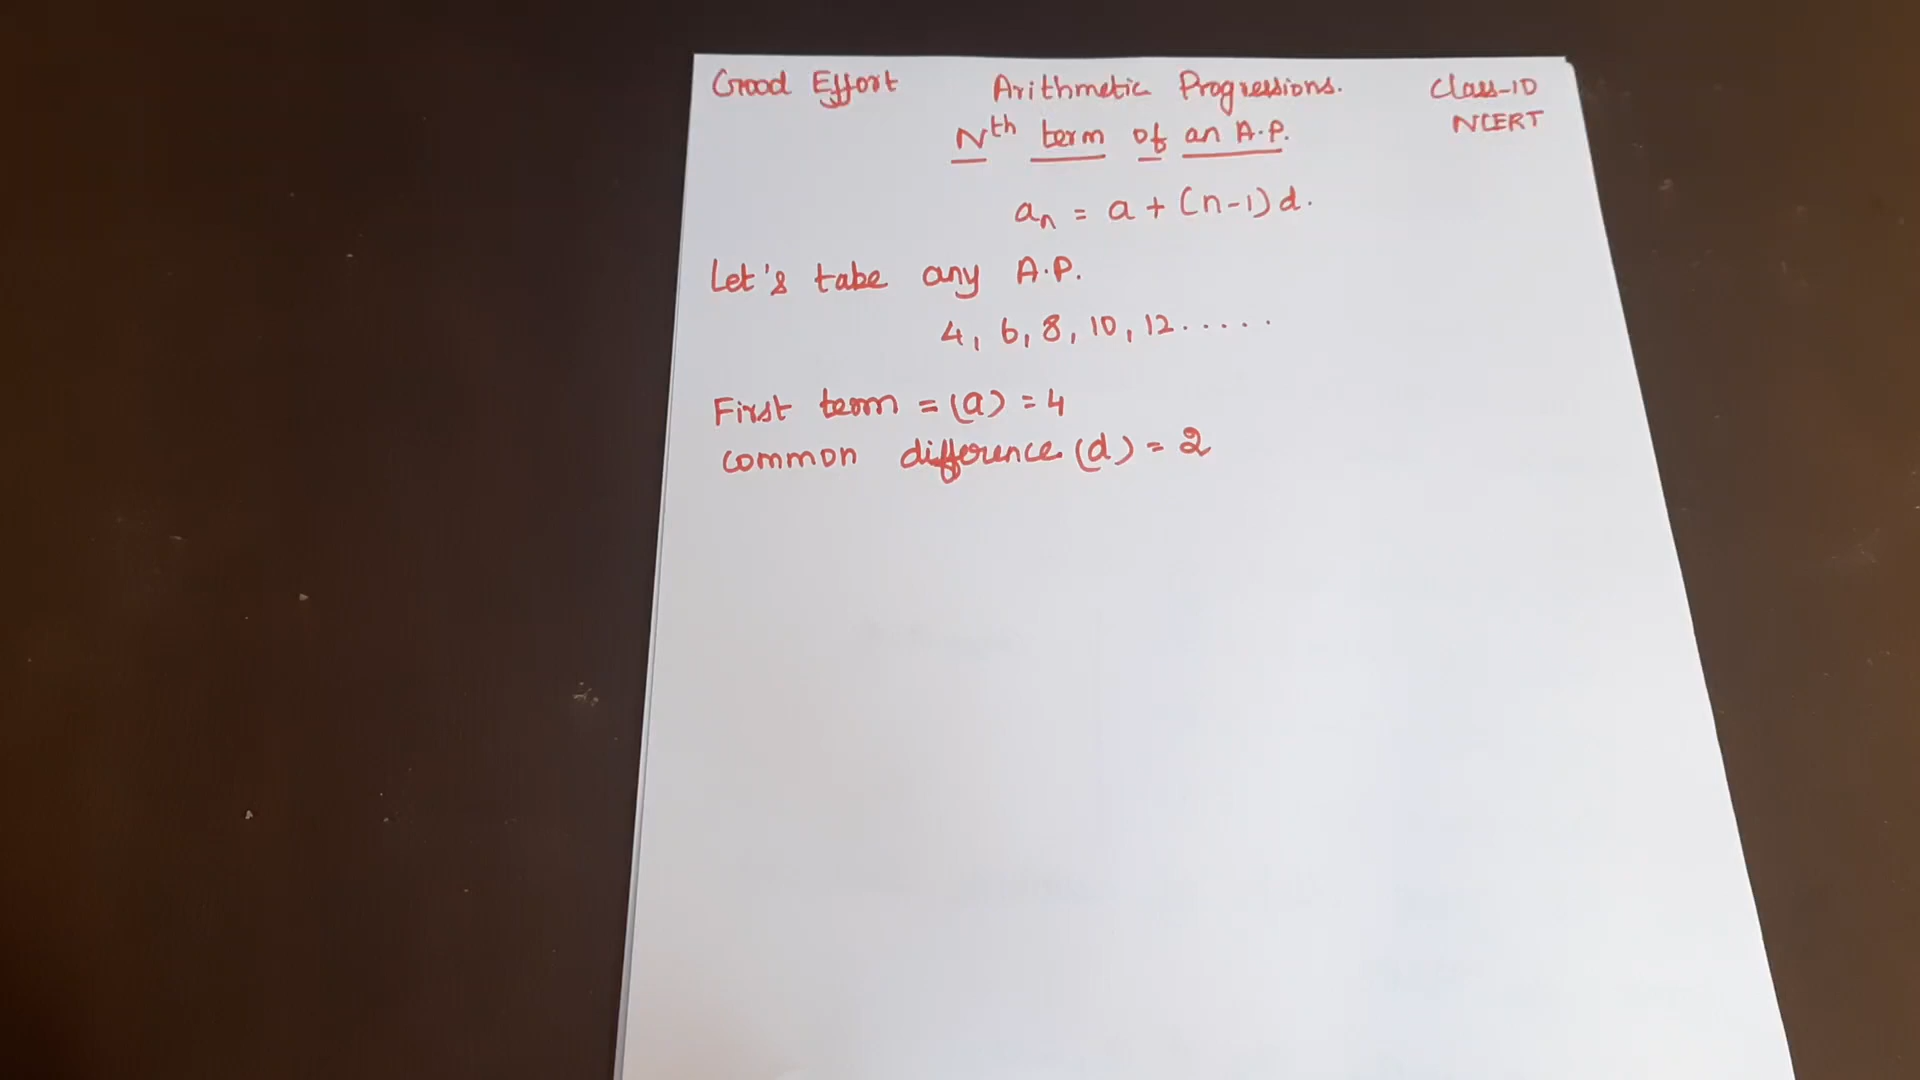 Good Effort Arithmetic Progressions. Class-10
NCERT
Nth term of an A.P.
an = a + (n-1)d.
Let's take any A.P.
4, 6, 8, 10, 12.....
First term = (a) = 4
common difference (d) = 2